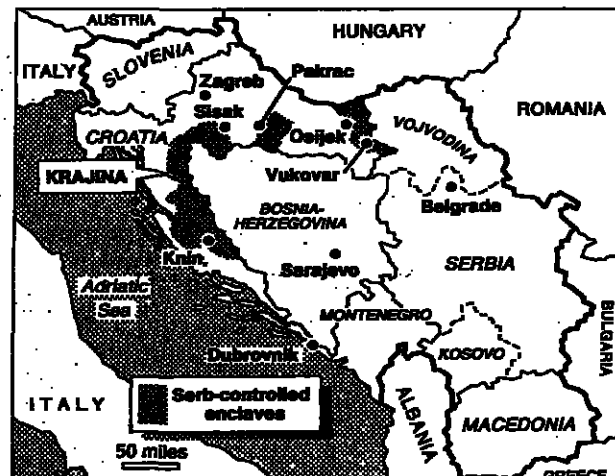 AUSTRIA
HUNGARY
ITALY
SLOVENIA
Zagreb
Pakrac
Sisak
ROMANIA
CROATIA
Osijek
VOJVODINA
KRAJINA
Vukovar
BOSNIA-
HERZEGOVINA
Belgrade
Knin
Sarajevo
SERBIA
Adriatic
Sea
MONTENEGRO
BULGARIA
Dubrovnik
KOSOVO
ITALY
Serb-controlled
enclaves
ALBANIA
MACEDONIA
50 miles
GREECE